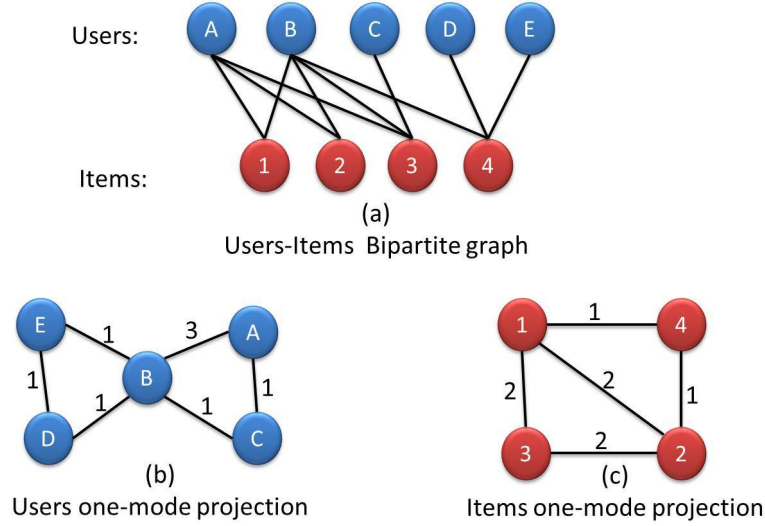 Users: A B C D E
Items: 1 2 3 4
(a)
Users-Items Bipartite graph
E 1 3 A
1 B 1
D 1 1 C
(b)
Users one-mode projection
1 1 4
2 2 1
3 2 2
(c)
Items one-mode projection